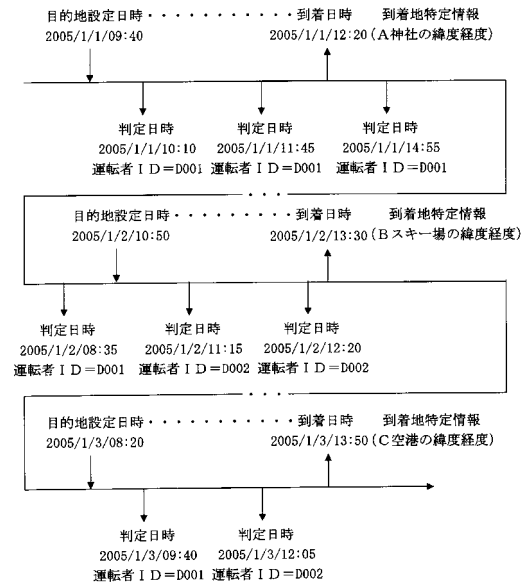 目的地設定日時・・・・・・・・・・到着日時 到着地特定情報
2005/1/1/09:40 2005/1/1/12:20(A神社の緯度経度)
判定日時 判定日時 判定日時
2005/1/1/10:10 2005/1/1/11:45 2005/1/1/14:55
運転者ID=D001 運転者ID=D001 運転者ID=D001
目的地設定日時・・・・・・・・・・到着日時 到着地特定情報
2005/1/2/10:50 2005/1/2/13:30(Bスキー場の緯度経度)
判定日時 判定日時 判定日時
2005/1/2/08:35 2005/1/2/11:15 2005/1/2/12:20
運転者ID=D001 運転者ID=D002 運転者ID=D002
目的地設定日時・・・・・・・・・・到着日時 到着地特定情報
2005/1/3/08:20 2005/1/3/13:50(C空港の緯度経度)
判定日時 判定日時
2005/1/3/09:40 2005/1/3/12:05
運転者ID=D001 運転者ID=D002